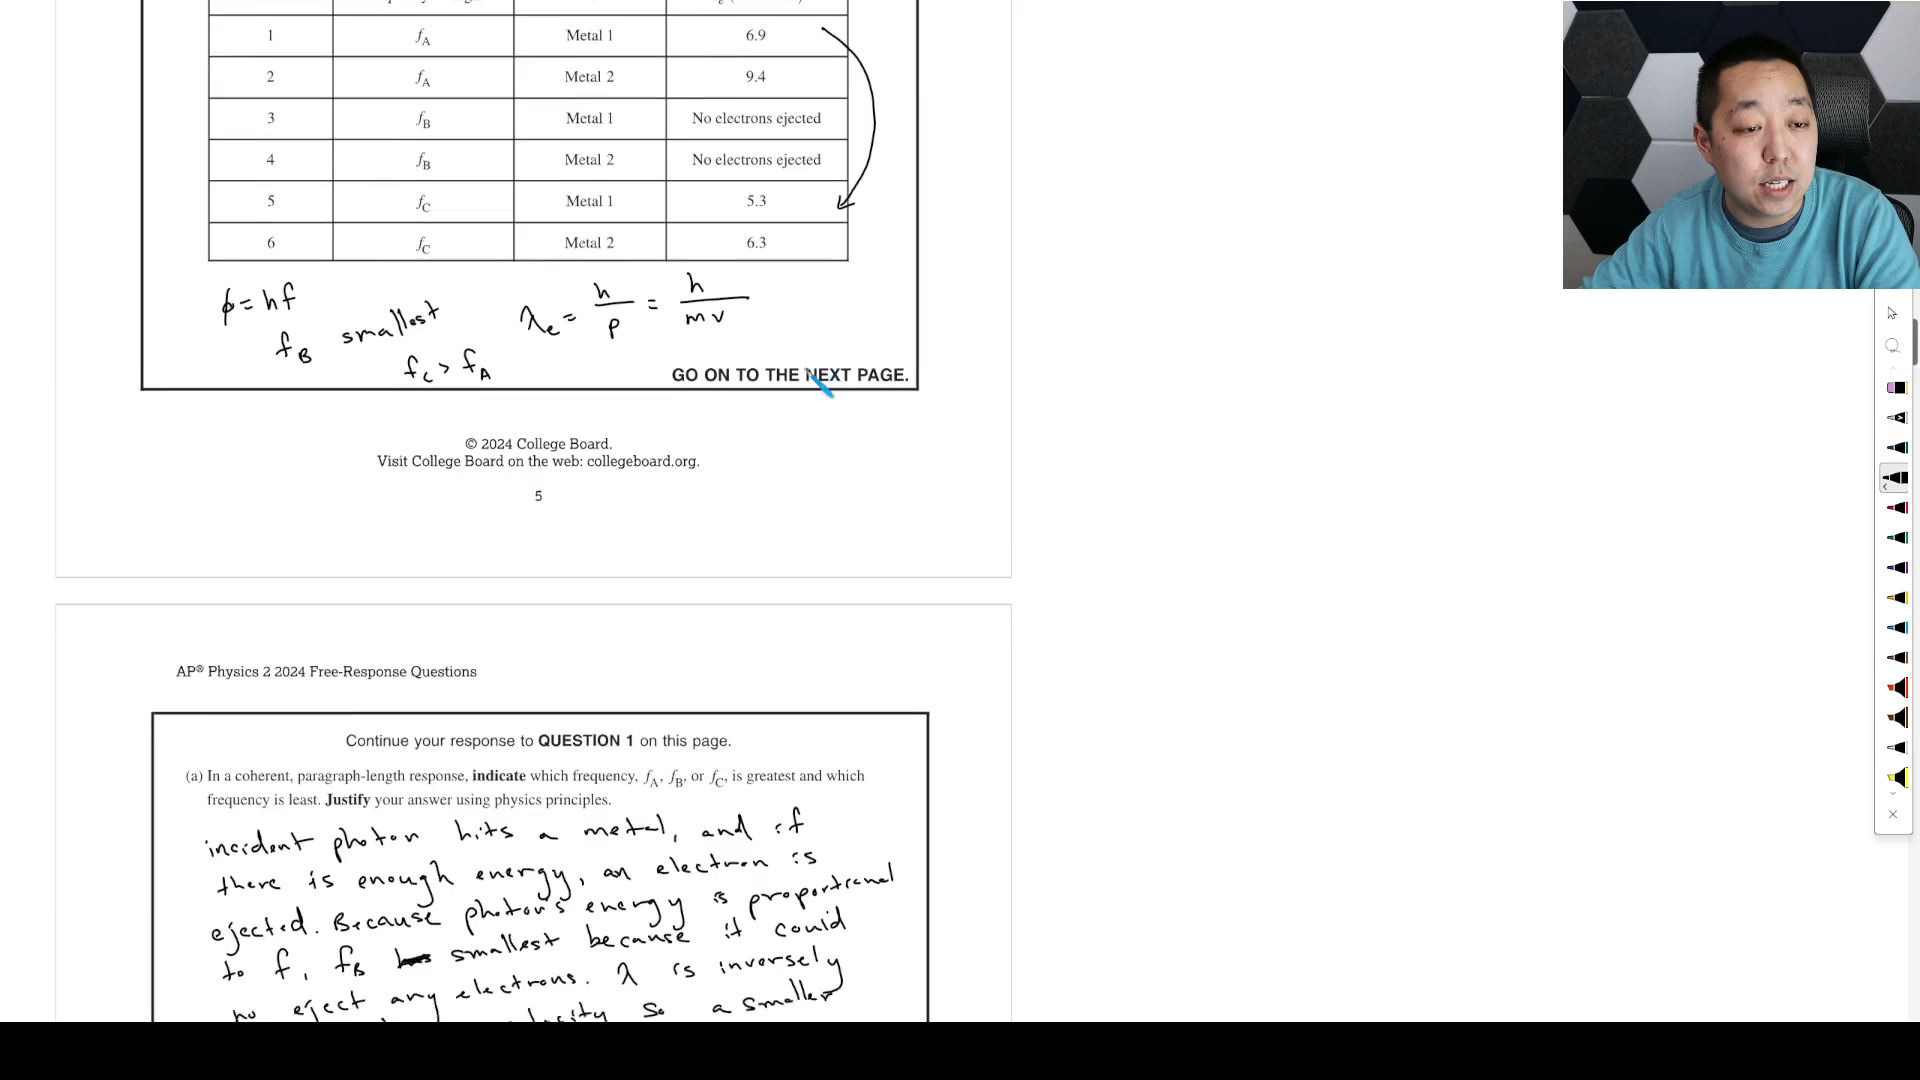 1 fA Metal 1 6.9
2 fA Metal 2 9.4
3 fB Metal 1 No electrons ejected
4 fB Metal 2 No electrons ejected
5 fC Metal 1 5.3
6 fC Metal 2 6.3
ϕ = hf
fB smallest
fC > fA
λe = h/p = h/mv
GO ON TO THE NEXT PAGE.
© 2024 College Board.
Visit College Board on the web: collegeboard.org.
5
AP® Physics 2 2024 Free-Response Questions
Continue your response to QUESTION 1 on this page.
(a) In a coherent, paragraph-length response, indicate which frequency, fA, fB, or fC, is greatest and which
frequency is least. Justify your answer using physics principles.
incident photon hits a metal, and if
there is enough energy, an electron is
ejected. Because photon's energy is proportional
to f, fB smallest because it could
no eject any electrons. λ is inversely
so a smaller